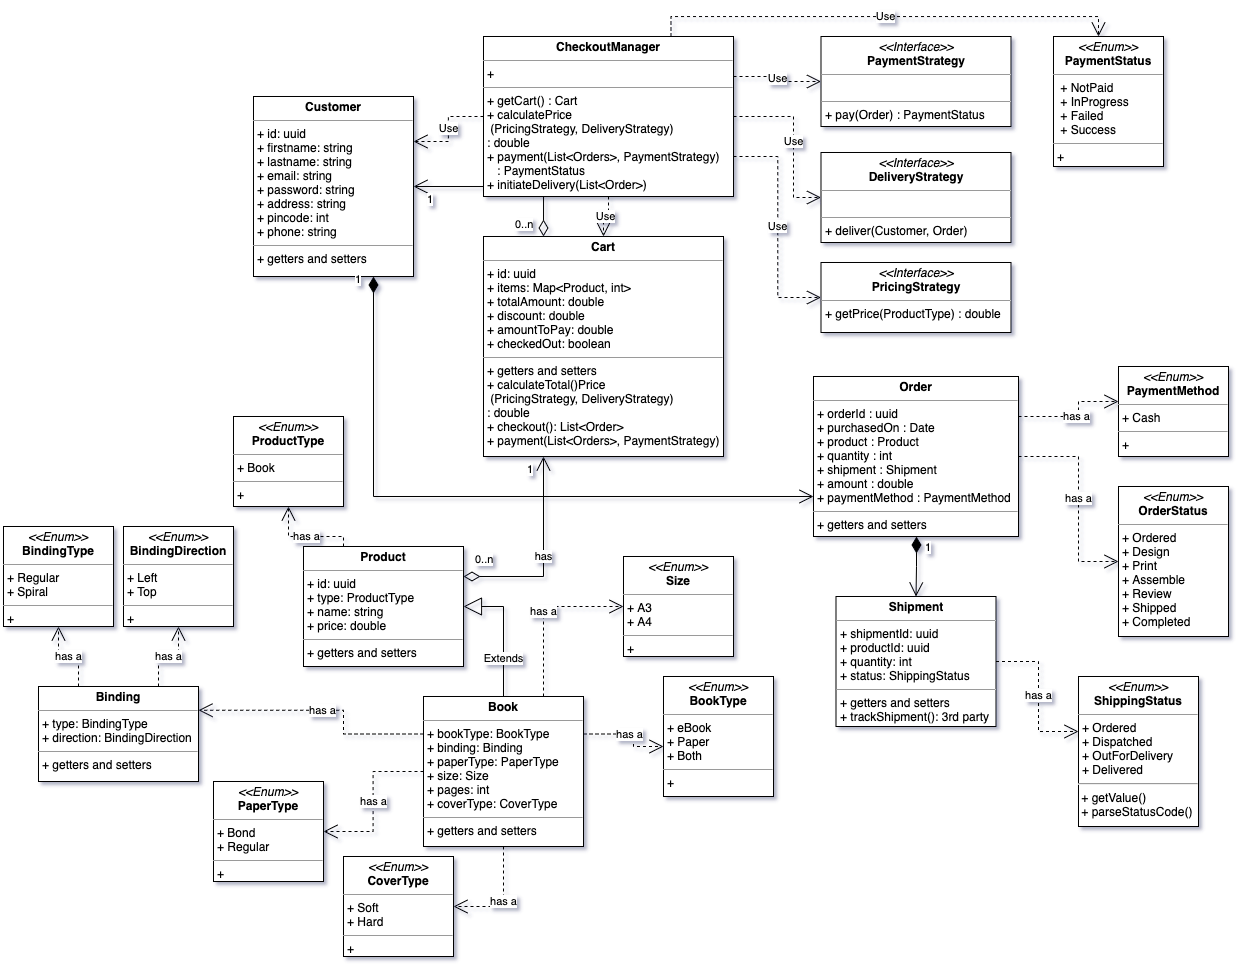 Use
CheckoutManager
+
+ getCart() : Cart
+ calculatePrice
(PricingStrategy, DeliveryStrategy)
: double
+ payment(List<Orders>, PaymentStrategy)
: PaymentStatus
+ initiateDelivery(List<Order>)
Use
<<Interface>>
PaymentStrategy
+ pay(Order) : PaymentStatus
<<Enum>>
PaymentStatus
+ NotPaid
+ InProgress
+ Failed
+ Success
+
Customer
+ id: uuid
+ firstname: string
+ lastname: string
+ email: string
+ password: string
+ address: string
+ pincode: int
+ phone: string
+ getters and setters
Use
1
1
Use
<<Interface>>
DeliveryStrategy
+ deliver(Customer, Order)
Use
<<Interface>>
PricingStrategy
+ getPrice(ProductType) : double
0..n
Use
Cart
+ id: uuid
+ items: Map<Product, int>
+ totalAmount: double
+ discount: double
+ amountToPay: double
+ checkedOut: boolean
+ getters and setters
+ calculateTotal()Price
(PricingStrategy, DeliveryStrategy)
: double
+ checkout(): List<Order>
+ payment(List<Orders>, PaymentStrategy)
1
Order
+ orderId : uuid
+ purchasedOn : Date
+ product : Product
+ quantity : int
+ shipment : Shipment
+ amount : double
+ paymentMethod : PaymentMethod
+ getters and setters
has a
<<Enum>>
PaymentMethod
+ Cash
+
has a
<<Enum>>
OrderStatus
+ Ordered
+ Design
+ Print
+ Assemble
+ Review
+ Shipped
+ Completed
<<Enum>>
ProductType
+ Book
+
has a
<<Enum>>
BindingType
+ Regular
+ Spiral
+
<<Enum>>
BindingDirection
+ Left
+ Top
+
Product
+ id: uuid
+ type: ProductType
+ name: string
+ price: double
+ getters and setters
0..n
has
1
<<Enum>>
Size
+ A3
+ A4
+
has a
Shipment
+ shipmentId: uuid
+ productId: uuid
+ quantity: int
+ status: ShippingStatus
+ getters and setters
+ trackShipment(): 3rd party
has a
has a
Extends
Binding
+ type: BindingType
+ direction: BindingDirection
+ getters and setters
has a
Book
+ bookType: BookType
+ binding: Binding
+ paperType: PaperType
+ size: Size
+ pages: int
+ coverType: CoverType
+ getters and setters
has a
<<Enum>>
BookType
+ eBook
+ Paper
+ Both
+
has a
<<Enum>>
ShippingStatus
+ Ordered
+ Dispatched
+ OutForDelivery
+ Delivered
+ getValue()
+ parseStatusCode()
<<Enum>>
PaperType
+ Bond
+ Regular
+
has a
<<Enum>>
CoverType
+ Soft
+ Hard
+
has a